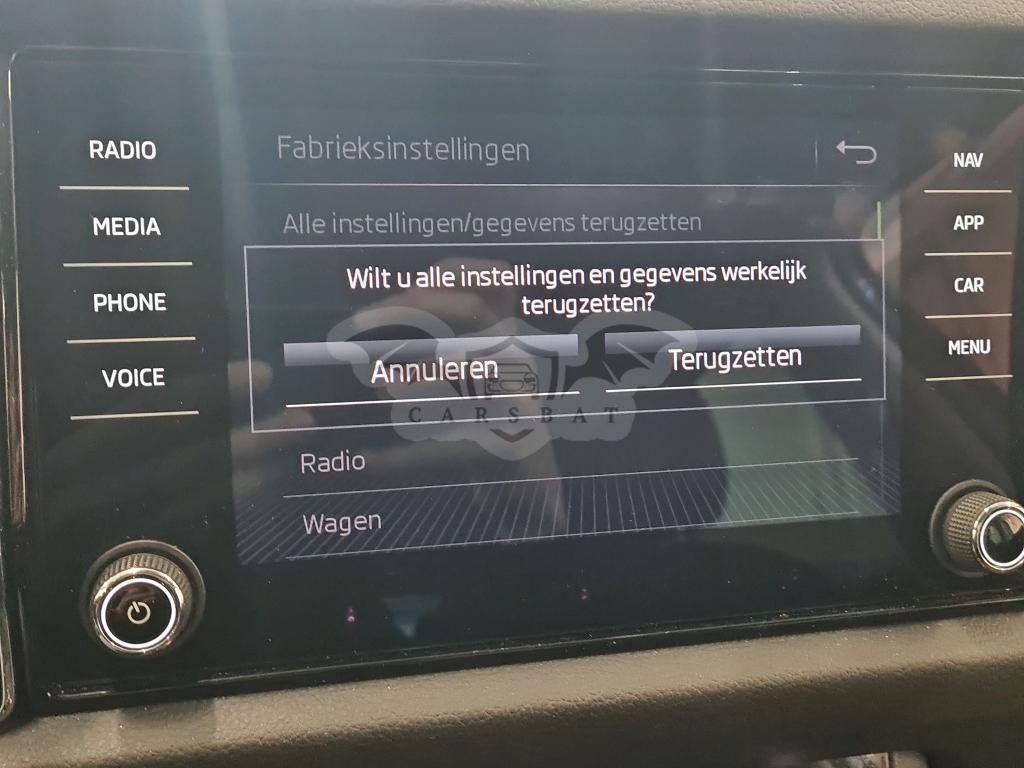 RADIO
MEDIA
PHONE
VOICE
Fabrieksinstellingen
Alle instellingen/gegevens terugzetten
Wilt u alle instellingen en gegevens werkelijk
terugzetten?
Annuleren
Terugzetten
CARSBAT
Radio
Wagen
NAV
APP
CAR
MENU